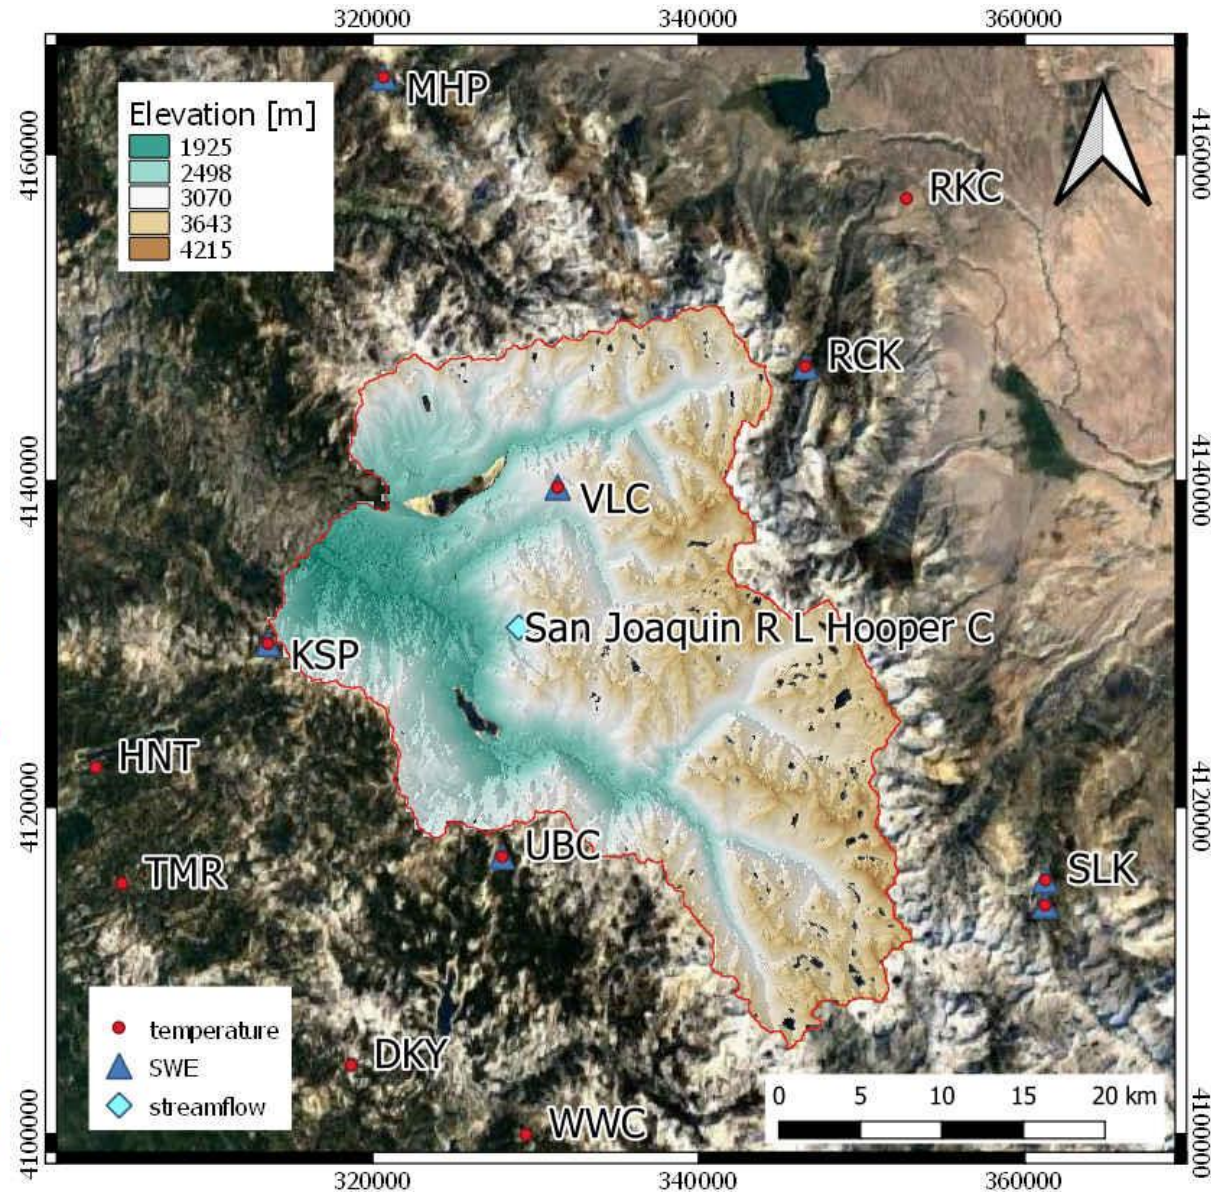 320000 340000 360000
MHP
Elevation [m]
1925
2498
3070
3643
4215
4160000
4160000
RKC
RCK
4140000
4140000
VLC
San Joaquin R L Hooper C
KSP
HNT
4120000
4120000
UBC
TMR
SLK
temperature
SWE
streamflow
DKY
WWC
0 5 10 15 20 km
4100000
4100000
320000 340000 360000